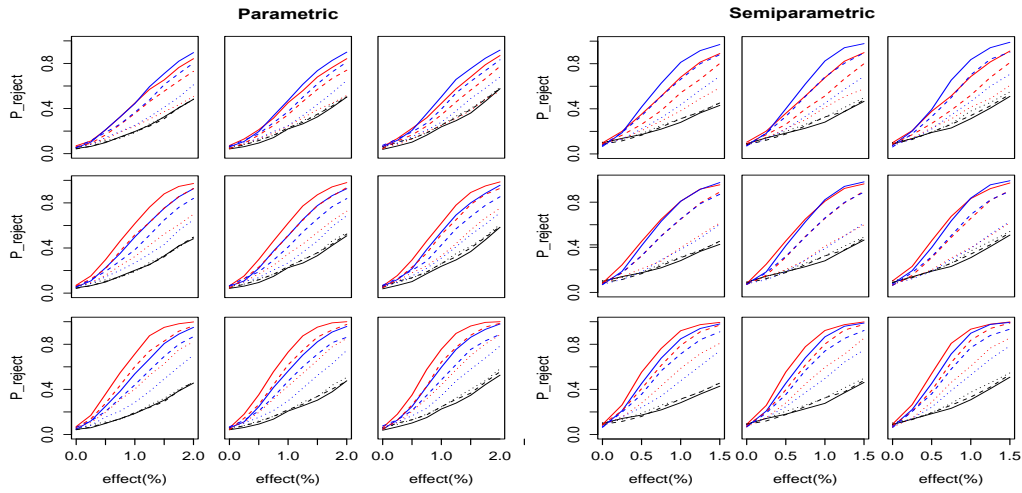 Parametric Semiparametric
P_reject 0.0 0.4 0.8 P_reject 0.0 0.4 0.8
P_reject 0.0 0.4 0.8 P_reject 0.0 0.4 0.8
P_reject 0.0 0.4 0.8 P_reject 0.0 0.4 0.8
0.0 1.0 2.0 0.0 1.0 2.0 0.0 1.0 2.0 0.0 0.5 1.0 1.5 0.0 0.5 1.0 1.5 0.0 0.5 1.0 1.5
effect(%) effect(%) effect(%) effect(%) effect(%) effect(%)